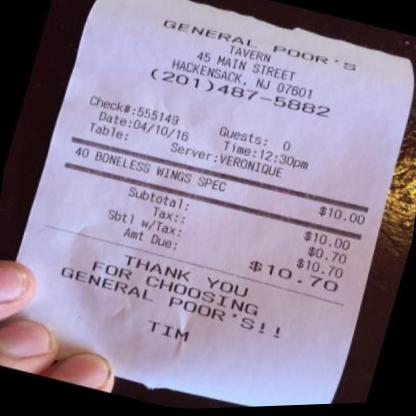 GENERAL POOR'S
TAVERN
45 MAIN STREET
HACKENSACK, NJ 07601
(201)487-5882
Check#:555149 Guests: 0
Date:04/10/16 Time:12:30pm
Table: Server:VERONIQUE
40 BONELESS WINGS SPEC $10.00
Subtotal: $10.00
Tax:: $0.70
Sbtl w/Tax: $10.70
Amt Due: $10.70
THANK YOU
FOR CHOOSING
GENERAL POOR'S!!
TIM